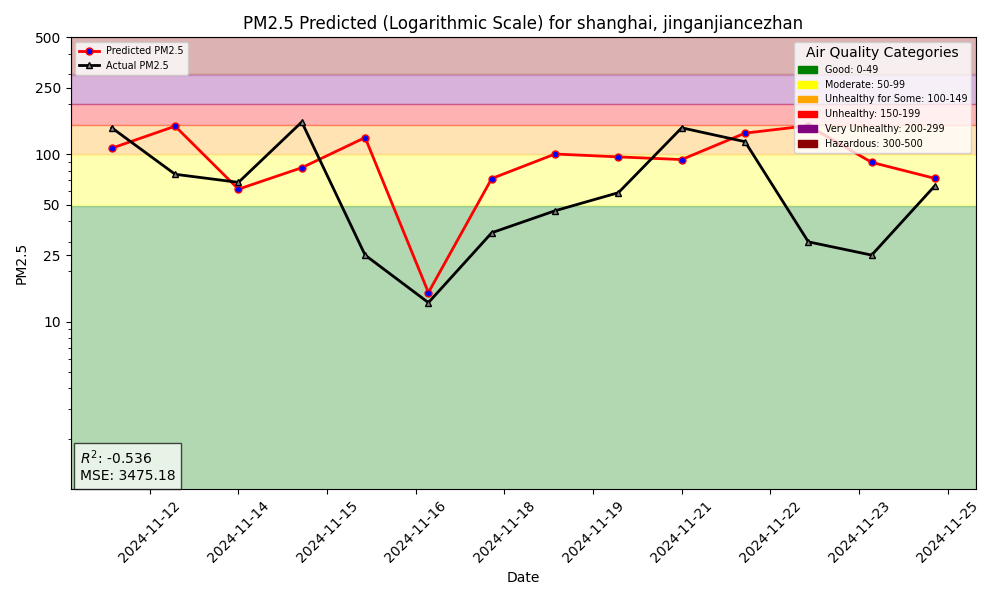 PM2.5 Predicted (Logarithmic Scale) for shanghai, jinganjiancezhan
Predicted PM2.5
Actual PM2.5
Air Quality Categories
Good: 0-49
Moderate: 50-99
Unhealthy for Some: 100-149
Unhealthy: 150-199
Very Unhealthy: 200-299
Hazardous: 300-500
500
250
100
50
25
10
PM2.5
R²: -0.536
MSE: 3475.18
2024-11-12
2024-11-14
2024-11-15
2024-11-16
2024-11-18
2024-11-19
2024-11-21
2024-11-22
2024-11-23
2024-11-25
Date